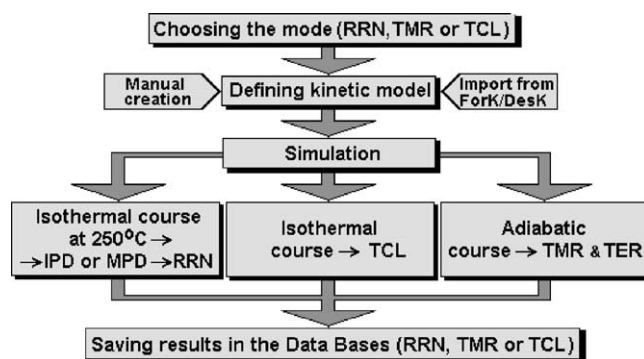 Choosing the mode (RRN, TMR or TCL)
Manual
creation
Defining kinetic model
Import from
ForK/DesK
Simulation
Isothermal course
at 250°C →
→IPD or MPD →RRN
Isothermal
course → TCL
Adiabatic
course → TMR & TER
Saving results in the Data Bases (RRN, TMR or TCL)